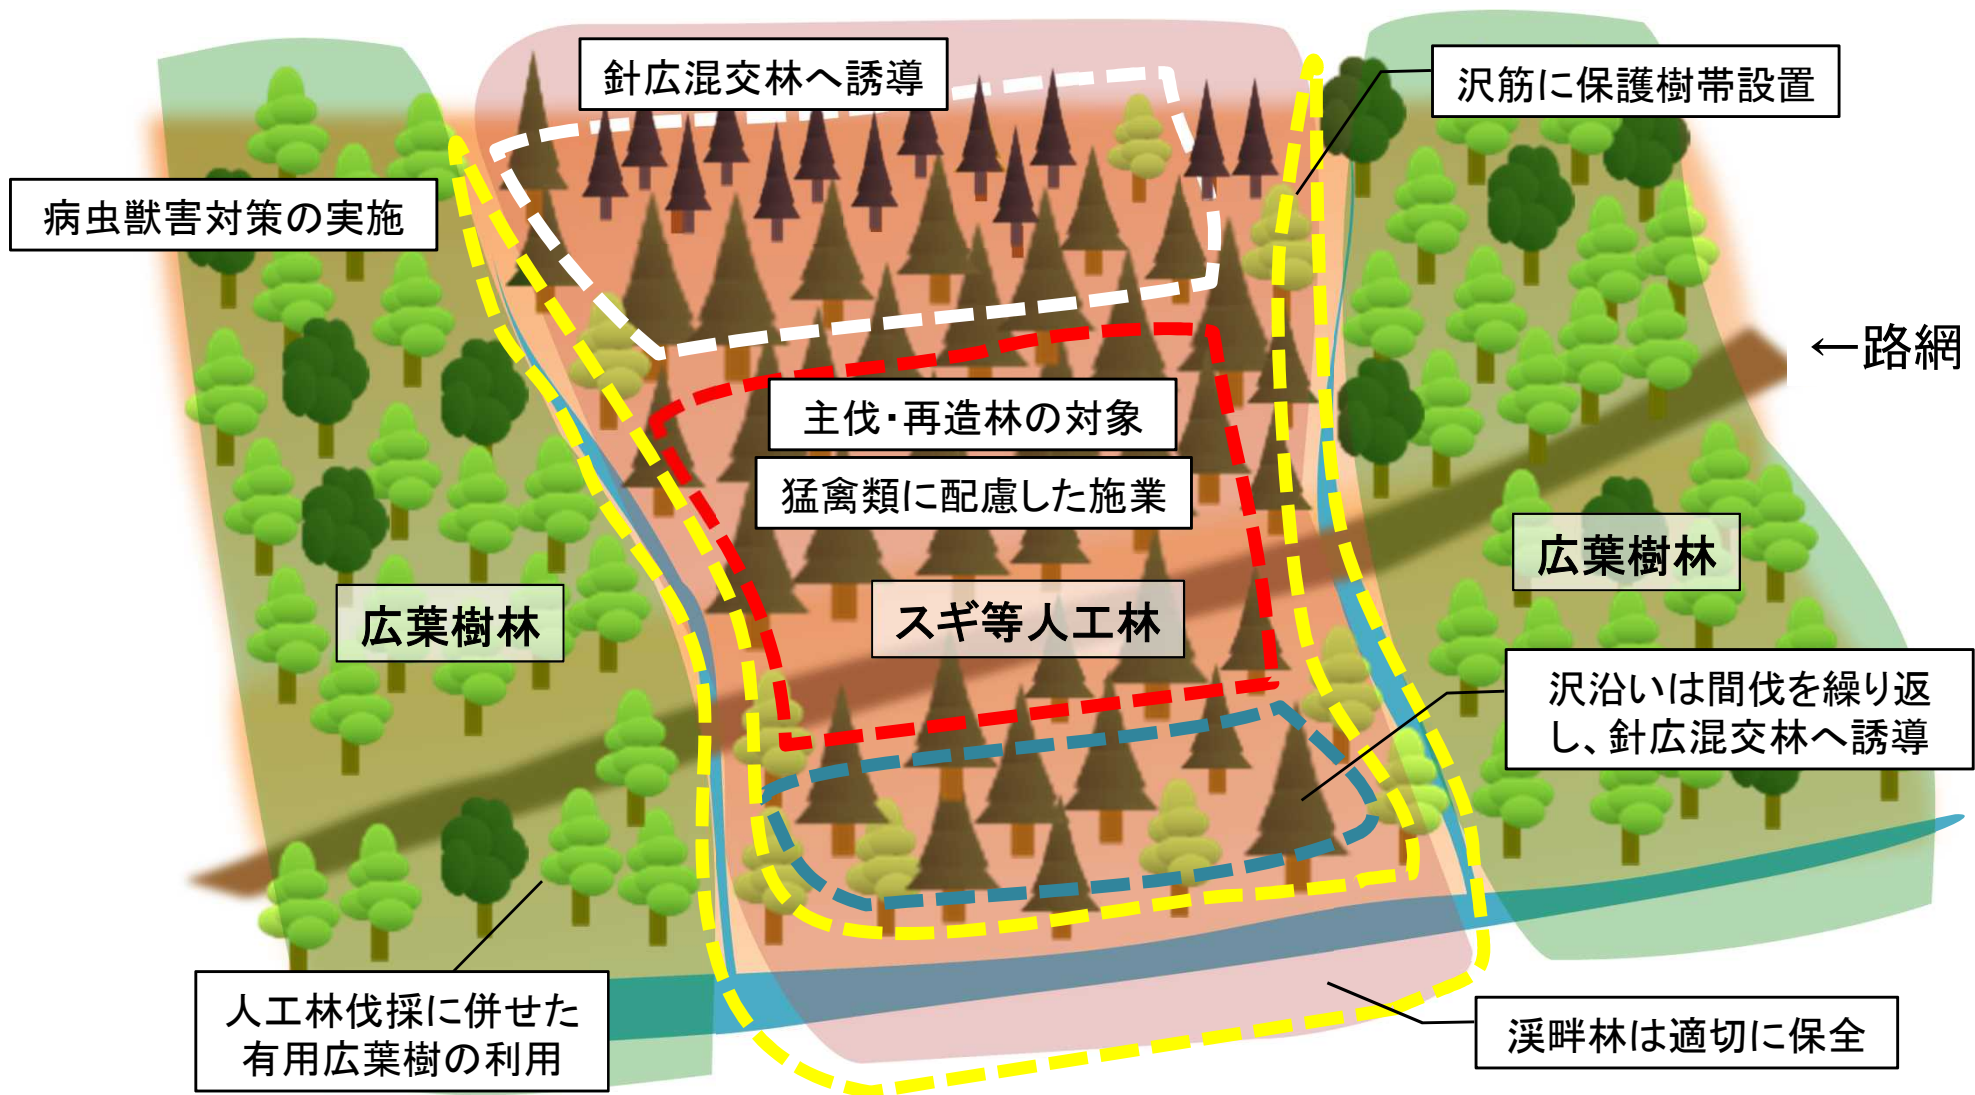 針広混交林へ誘導
沢筋に保護樹帯設置
病虫獣害対策の実施
←路網
主伐・再造林の対象
猛禽類に配慮した施業
広葉樹林
広葉樹林
スギ等人工林
沢沿いは間伐を繰り返
し、針広混交林へ誘導
人工林伐採に併せた
有用広葉樹の利用
渓畔林は適切に保全